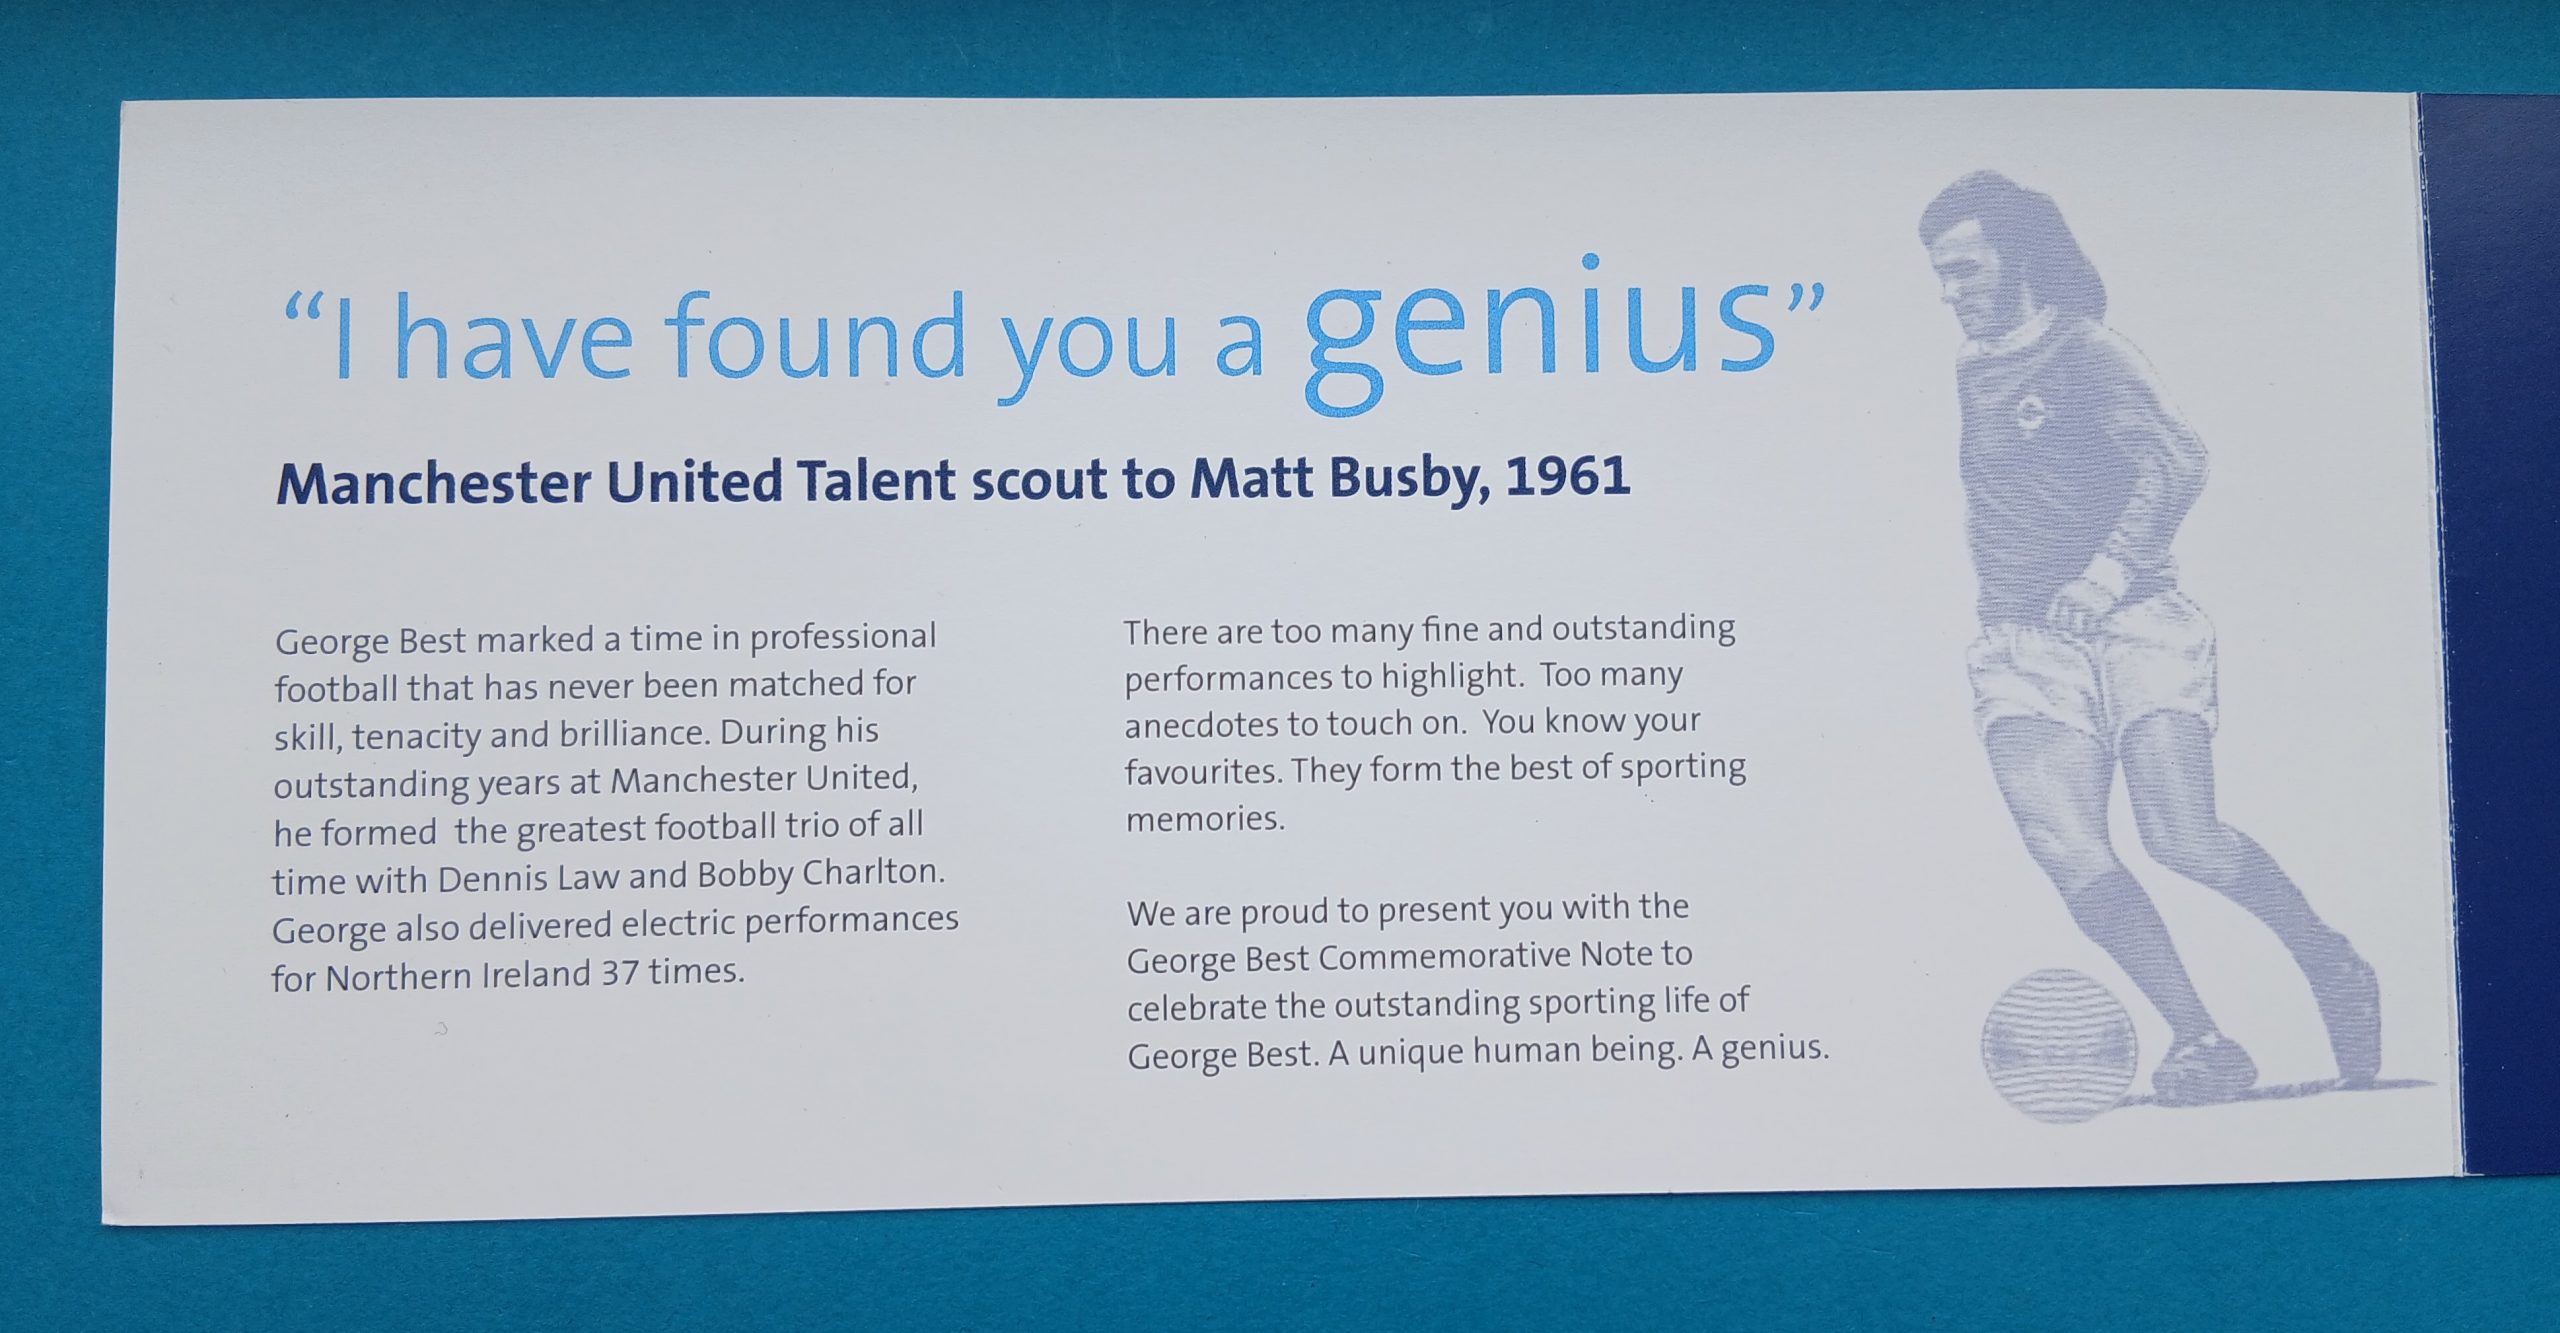 “I have found you a genius”
Manchester United Talent scout to Matt Busby, 1961
George Best marked a time in professional
football that has never been matched for
skill, tenacity and brilliance. During his
outstanding years at Manchester United,
he formed  the greatest football trio of all
time with Dennis Law and Bobby Charlton.
George also delivered electric performances
for Northern Ireland 37 times.
There are too many fine and outstanding
performances to highlight.  Too many
anecdotes to touch on.  You know your
favourites. They form the best of sporting
memories.
We are proud to present you with the
George Best Commemorative Note to
celebrate the outstanding sporting life of
George Best. A unique human being. A genius.